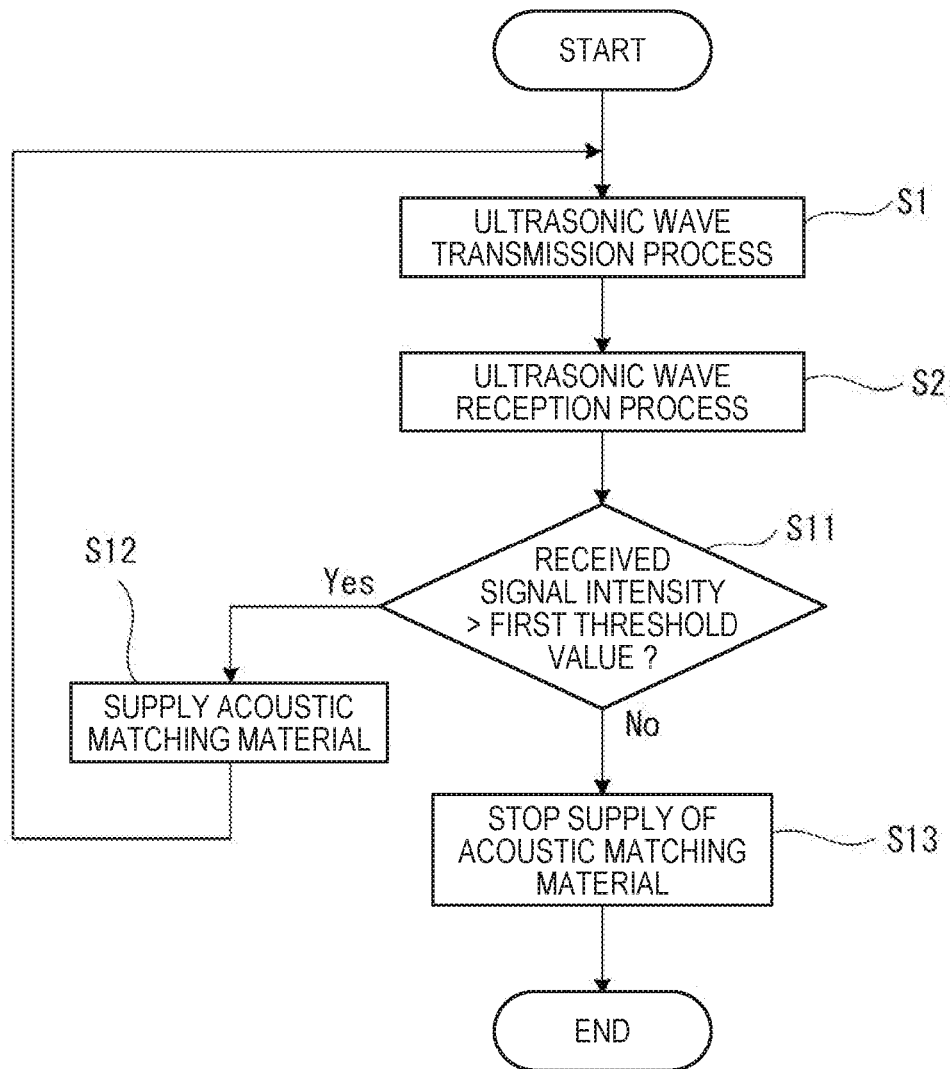 START
ULTRASONIC WAVE
TRANSMISSION PROCESS
S1
ULTRASONIC WAVE
RECEPTION PROCESS
S2
RECEIVED
SIGNAL INTENSITY
> FIRST THRESHOLD
VALUE ?
S11
Yes
S12
SUPPLY ACOUSTIC
MATCHING MATERIAL
No
STOP SUPPLY OF
ACOUSTIC MATCHING
MATERIAL
S13
END